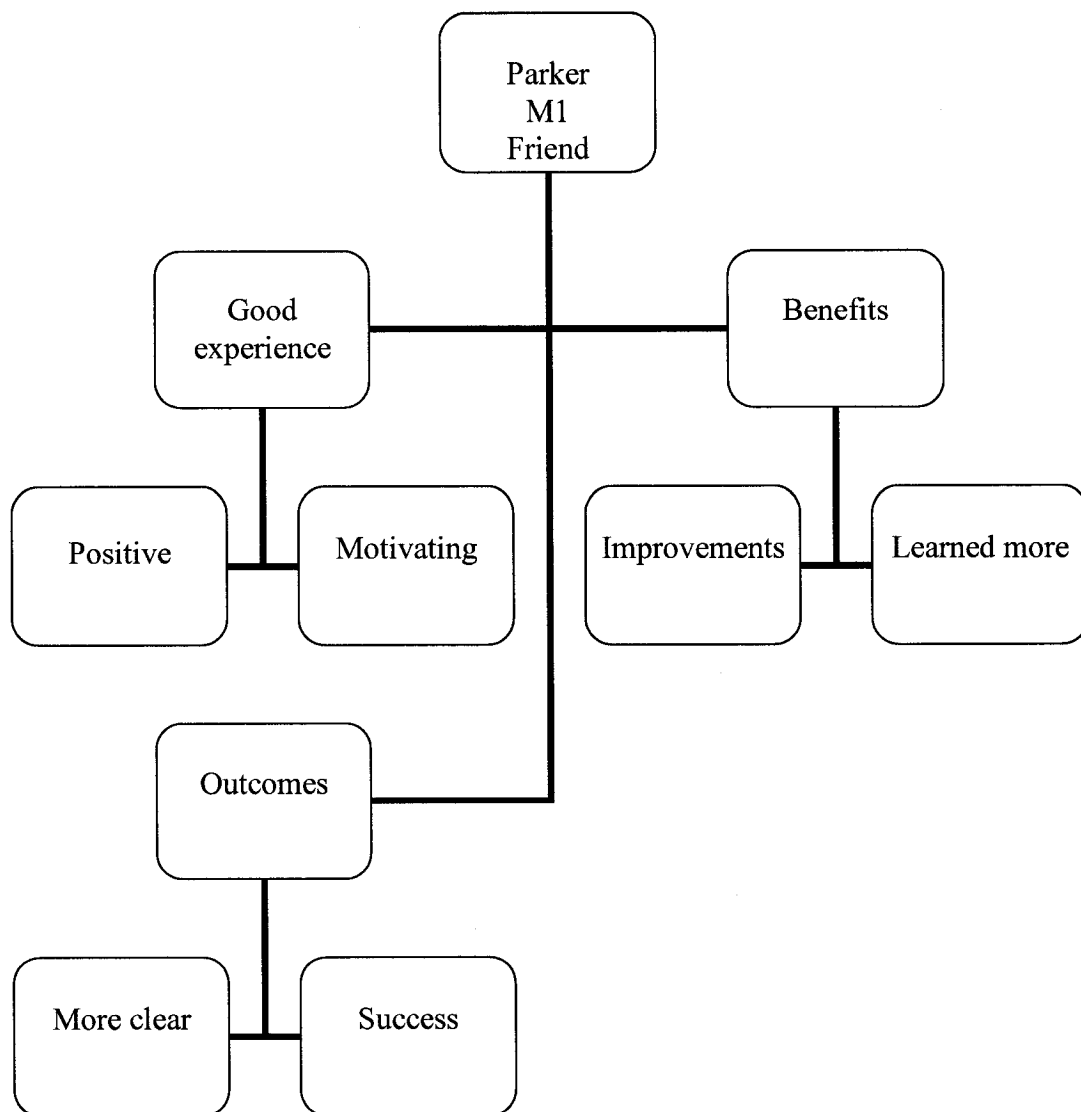 Parker
M1
Friend
Good
experience
Benefits
Positive
Motivating
Improvements
Learned more
Outcomes
More clear
Success